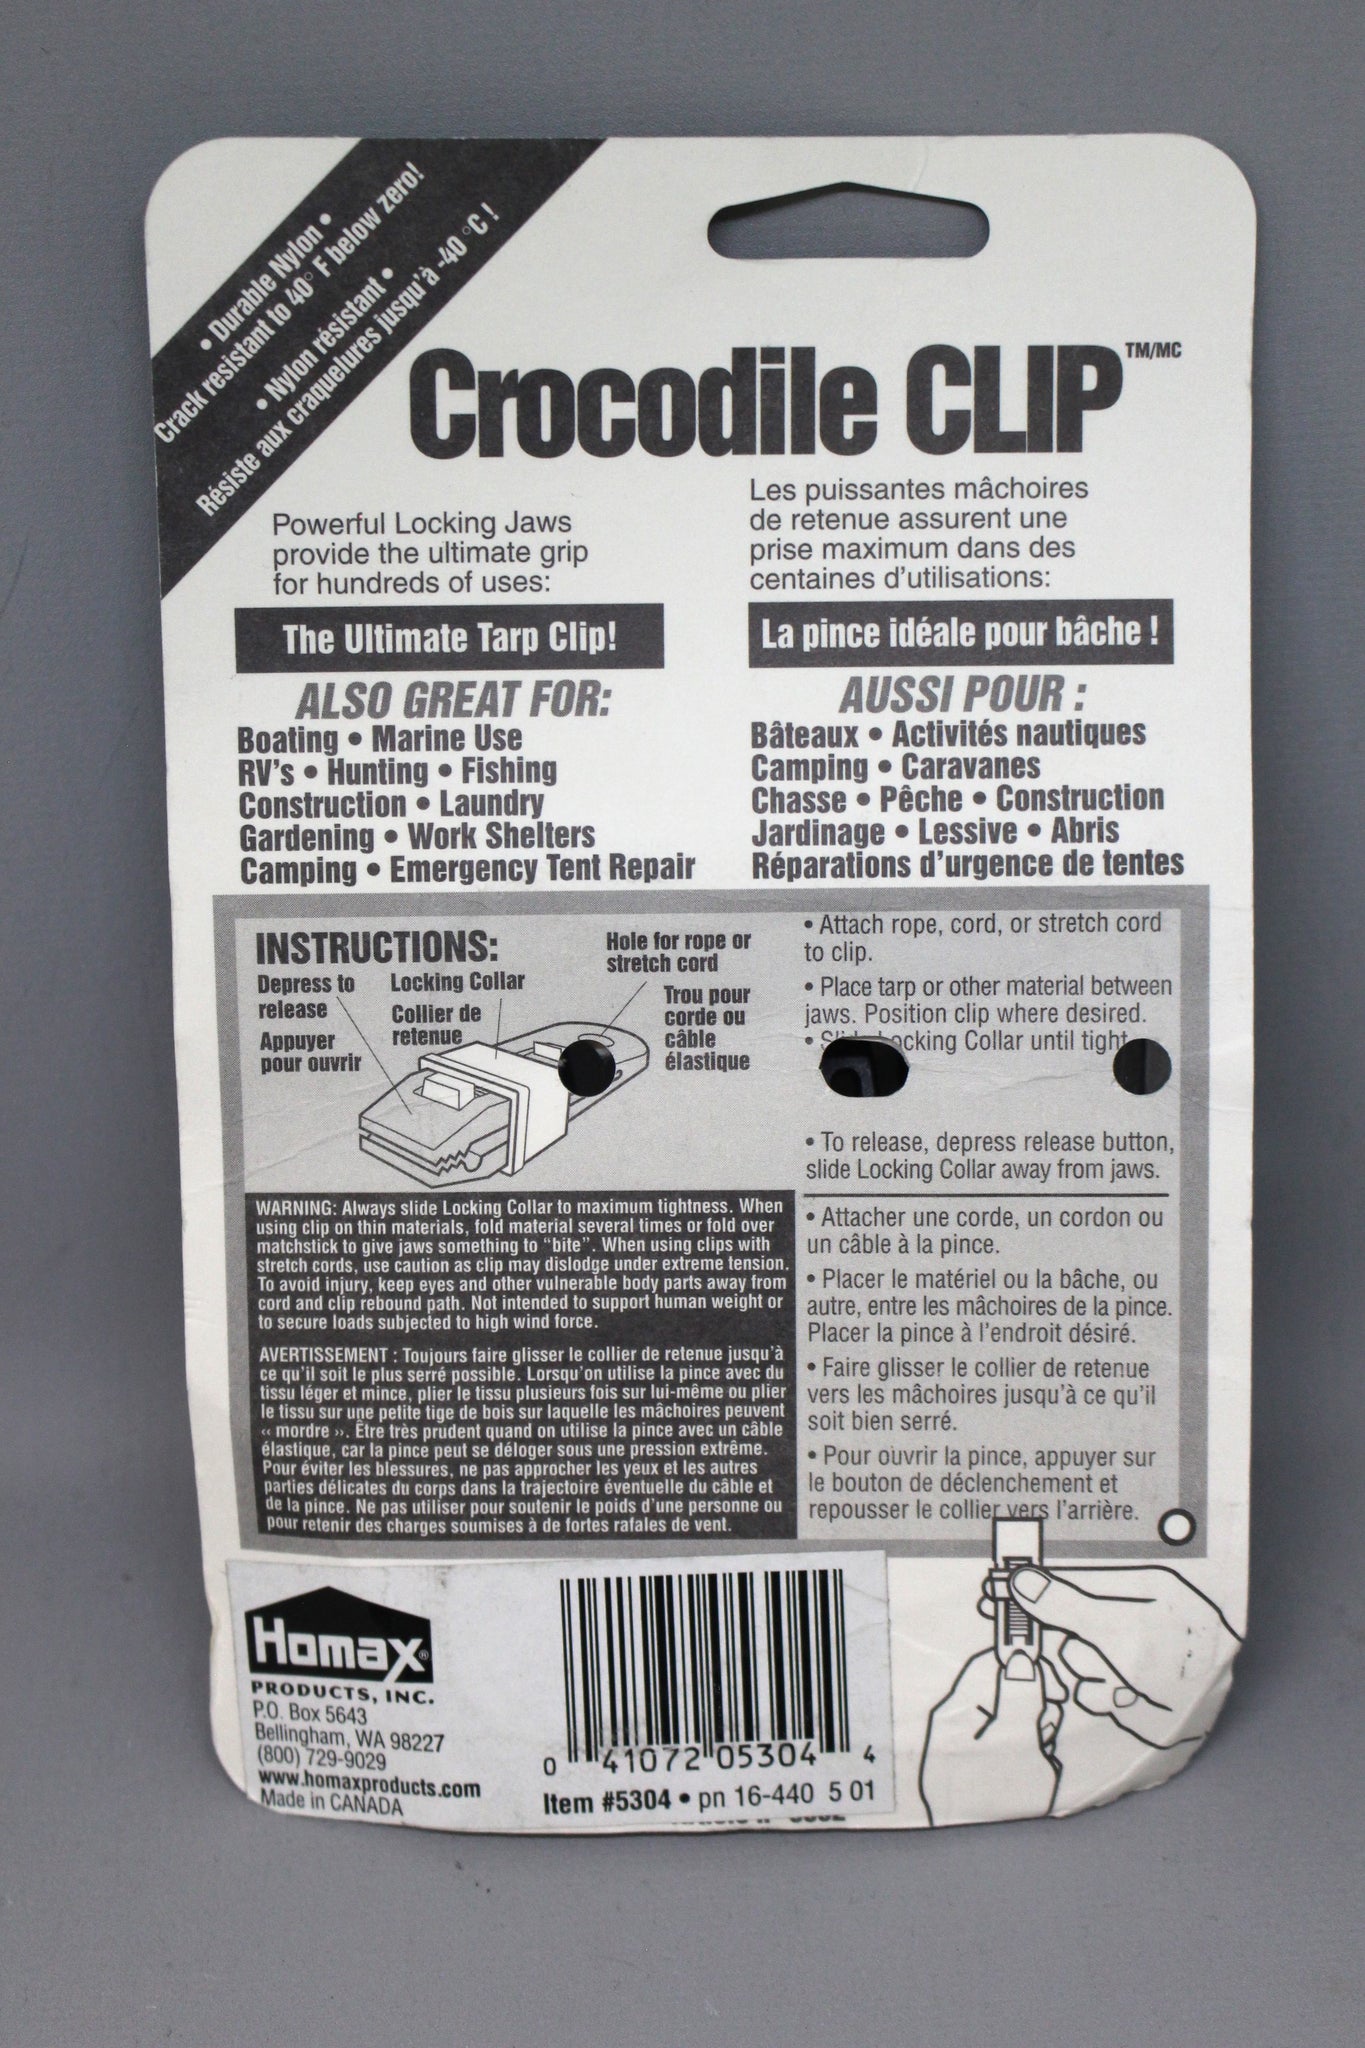 • Durable Nylon •
Crack resistant to 40° F below zero!
• Nylon résistant •
Résiste aux craquelures jusqu'à -40 °C !
Crocodile CLIP TM/MC
Powerful Locking Jaws
provide the ultimate grip
for hundreds of uses:
The Ultimate Tarp Clip!
ALSO GREAT FOR:
Boating • Marine Use
RV's • Hunting • Fishing
Construction • Laundry
Gardening • Work Shelters
Camping • Emergency Tent Repair
Les puissantes mâchoires
de retenue assurent une
prise maximum dans des
centaines d'utilisations:
La pince idéale pour bâche !
AUSSI POUR :
Bâteaux • Activités nautiques
Camping • Caravanes
Chasse • Pêche • Construction
Jardinage • Lessive • Abris
Réparations d'urgence de tentes
INSTRUCTIONS:
Depress to
release
Appuyer
pour ouvrir
Locking Collar
Collier de
retenue
Hole for rope or
stretch cord
Trou pour
corde ou
câble
élastique
• Attach rope, cord, or stretch cord
to clip.
• Place tarp or other material between
jaws. Position clip where desired.
• Locking Collar until tight
• To release, depress release button,
slide Locking Collar away from jaws.
• Attacher une corde, un cordon ou
un câble à la pince.
• Placer le matériel ou la bâche, ou
autre, entre les mâchoires de la pince.
Placer la pince à l'endroit désiré.
• Faire glisser le collier de retenue
vers les mâchoires jusqu'à ce qu'il
soit bien serré.
• Pour ouvrir la pince, appuyer sur
le bouton de déclenchement et
repousser le collier vers l'arrière.
WARNING: Always slide Locking Collar to maximum tightness. When
using clip on thin materials, fold material several times or fold over
matchstick to give jaws something to "bite". When using clips with
stretch cords, use caution as clip may dislodge under extreme tension.
To avoid injury, keep eyes and other vulnerable body parts away from
cord and clip rebound path. Not intended to support human weight or
to secure loads subjected to high wind force.
AVERTISSEMENT : Toujours faire glisser le collier de retenue jusqu'à
ce qu'il soit le plus serré possible. Lorsqu'on utilise la pince avec du
tissu léger et mince, plier le tissu plusieurs fois sur lui-même ou plier
le tissu sur une petite tige de bois sur laquelle les mâchoires peuvent
« mordre ». Être très prudent quand on utilise la pince avec un câble
élastique, car la pince peut se déloger sous une pression extrême.
Pour éviter les blessures, ne pas approcher les yeux et les autres
parties délicates du corps dans la trajectoire éventuelle du câble et
de la pince. Ne pas utiliser pour soutenir le poids d'une personne ou
pour retenir des charges soumises à de fortes rafales de vent.
Homax®
PRODUCTS, INC.
P.O. Box 5643
Bellingham, WA 98227
(800) 729-9029
www.homaxproducts.com
Made in CANADA
0 41072 05304 4
Item #5304 • pn 16-440 5 01